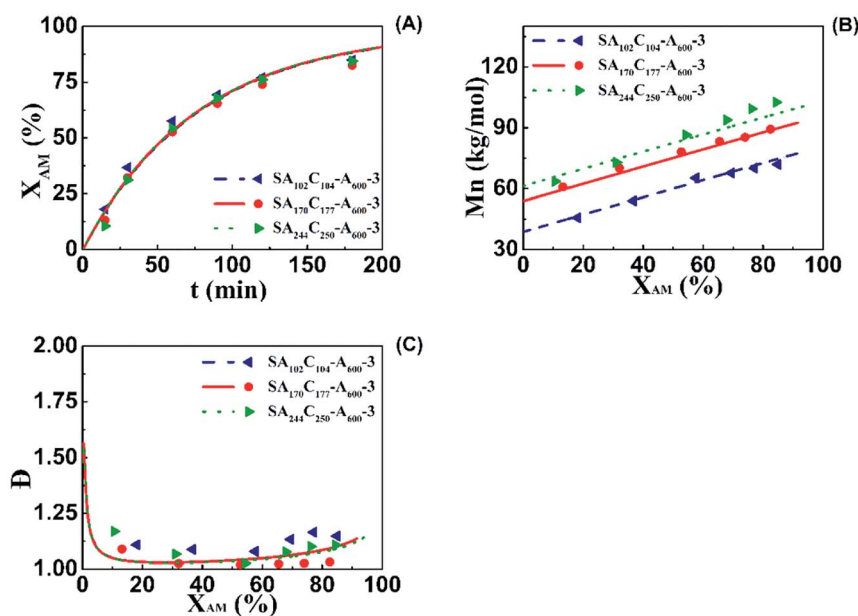 (A)
100
75
50
25
0
X_AM (%)
SA₁₀₂C₁₀₄-A₆₀₀-3
SA₁₇₀C₁₇₇-A₆₀₀-3
SA₂₄₄C₂₅₀-A₆₀₀-3
0 50 100 150 200
t (min)
(B)
130
90
60
30
Mn (kg/mol)
SA₁₀₂C₁₀₄-A₆₀₀-3
SA₁₇₀C₁₇₇-A₆₀₀-3
SA₂₄₄C₂₅₀-A₆₀₀-3
0 20 40 60 80 100
X_AM (%)
(C)
2.00
1.75
1.50
1.25
1.00
Đ
SA₁₀₂C₁₀₄-A₆₀₀-3
SA₁₇₀C₁₇₇-A₆₀₀-3
SA₂₄₄C₂₅₀-A₆₀₀-3
0 20 40 60 80 100
X_AM (%)